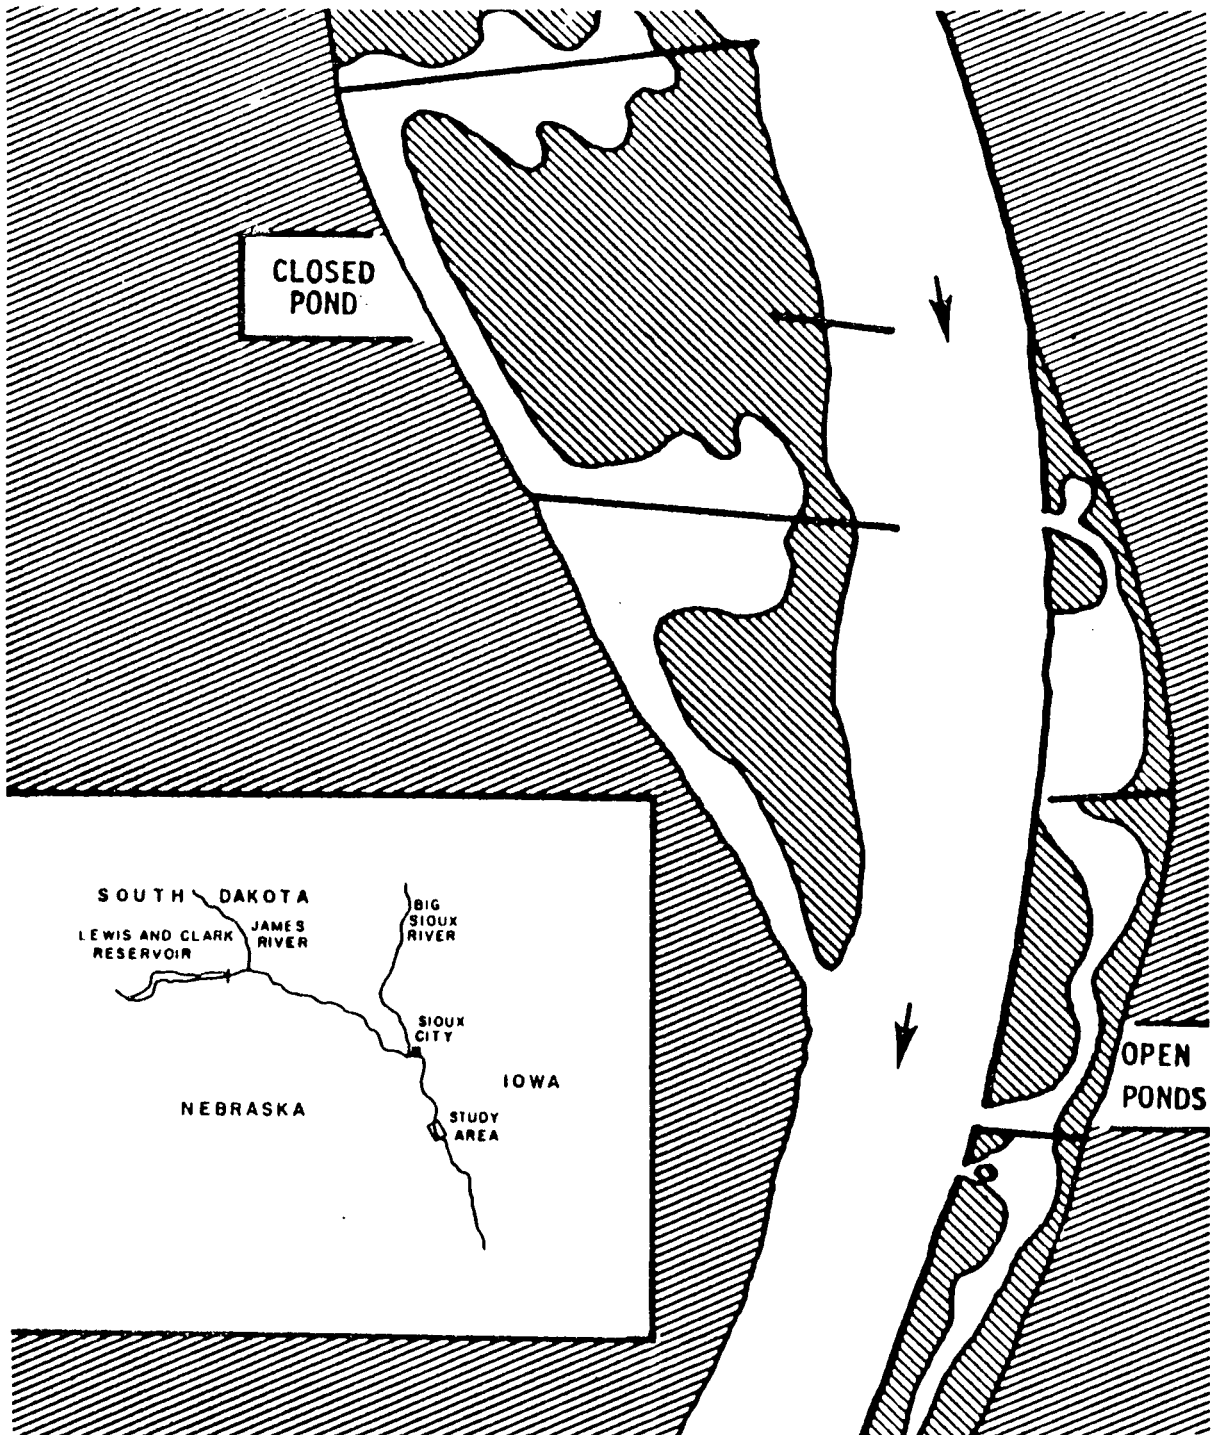 CLOSED
POND
SOUTH DAKOTA
LEWIS AND CLARK
RESERVOIR
JAMES
RIVER
BIG
SIOUX
RIVER
SIOUX
CITY
IOWA
NEBRASKA
STUDY
AREA
OPEN
PONDS